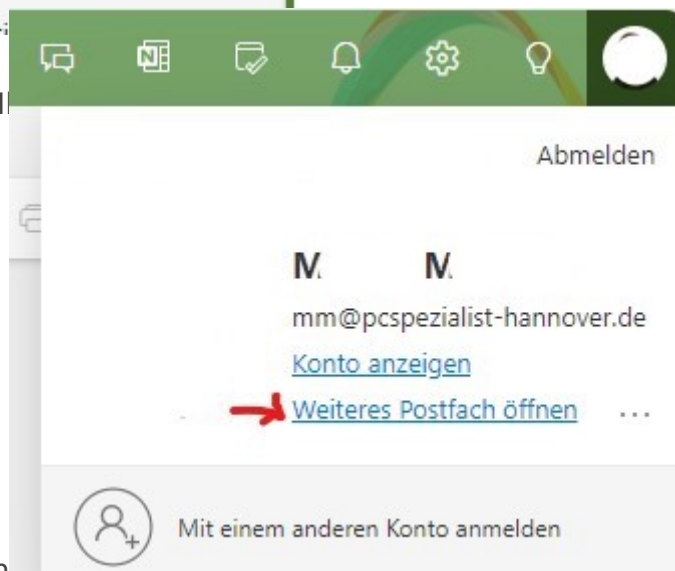 Abmelden
M. M.
mm@pcspezialist-hannover.de
Konto anzeigen
Weiteres Postfach öffnen ...
Mit einem anderen Konto anmelden